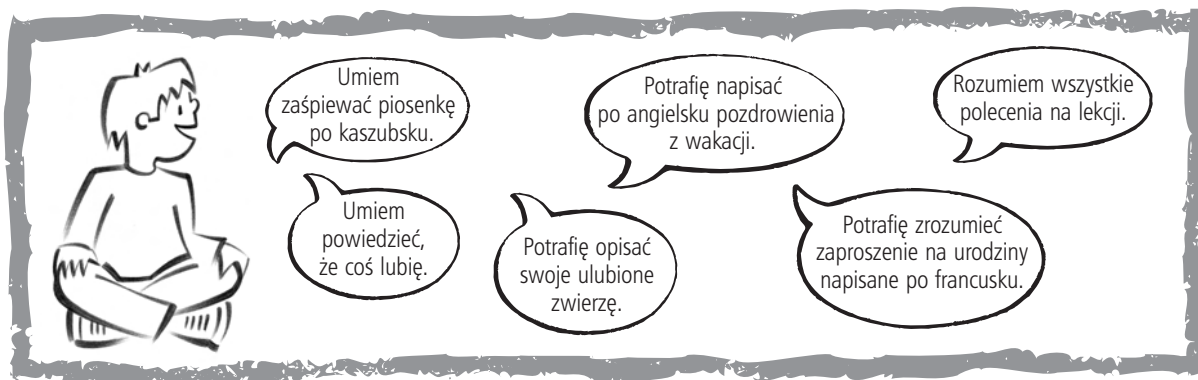 Umiem
zaśpiewać piosenkę
po kaszubsku.
Potrafię napisać
po angielsku pozdrowienia
z wakacji.
Rozumiem wszystkie
polecenia na lekcji.
Umiem
powiedzieć,
że coś lubię.
Potrafię opisać
swoje ulubione
zwierzę.
Potrafię zrozumieć
zaproszenie na urodziny
napisane po francusku.